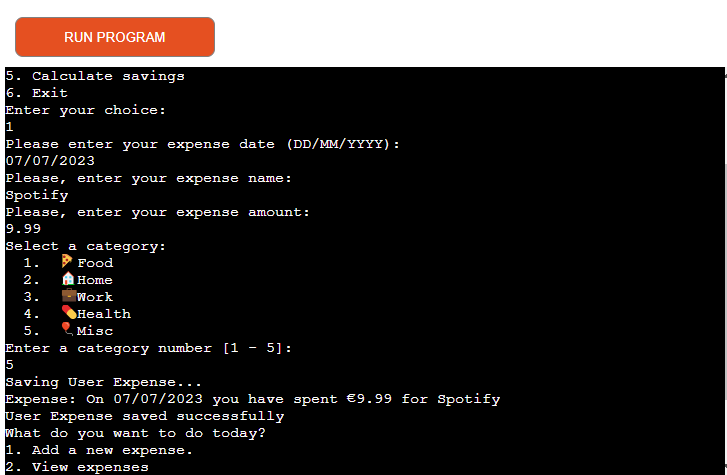 RUN PROGRAM
5. Calculate savings
6. Exit
Enter your choice:
1
Please enter your expense date (DD/MM/YYYY):
07/07/2023
Please, enter your expense name:
Spotify
Please, enter your expense amount:
9.99
Select a category:
1. 🍕Food
2. 🏠Home
3. 💼Work
4. 💊Health
5. 🎈Misc
Enter a category number [1 - 5]:
5
Saving User Expense...
Expense: On 07/07/2023 you have spent €9.99 for Spotify
User Expense saved successfully
What do you want to do today?
1. Add a new expense.
2. View expenses